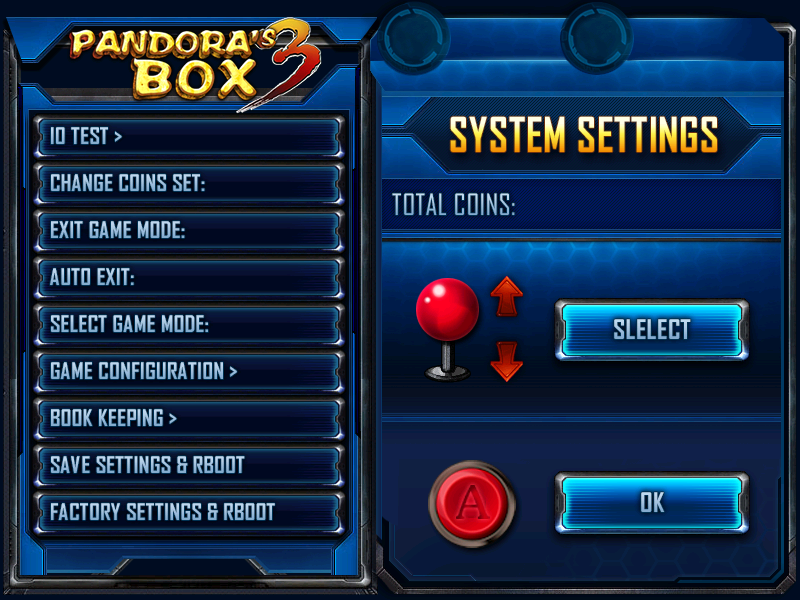 PANDORA'S
BOX 3
IO TEST >
CHANGE COINS SET:
EXIT GAME MODE:
AUTO EXIT:
SELECT GAME MODE:
GAME CONFIGURATION >
BOOK KEEPING >
SAVE SETTINGS & RBOOT
FACTORY SETTINGS & RBOOT
SYSTEM SETTINGS
TOTAL COINS:
SLELECT
A
OK